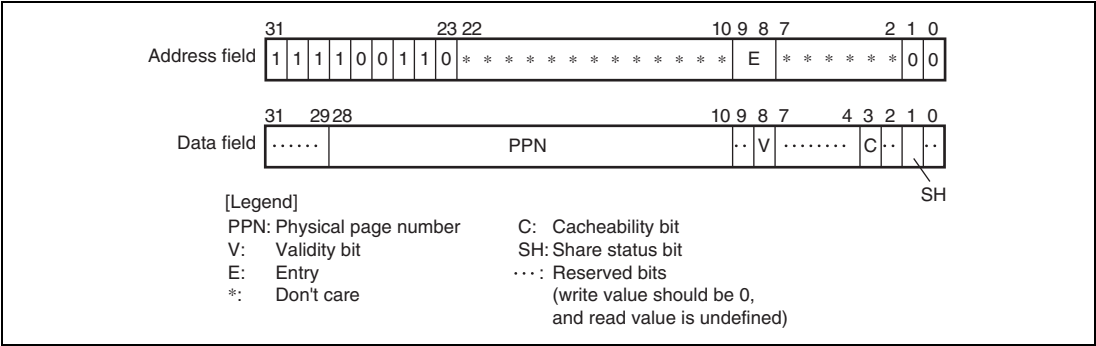 31 23 22 10 9 8 7 2 1 0
Address field 1 1 1 1 0 0 1 1 0 * * * * * * * * * * * * * E * * * * * * 0 0
31 29 28 10 9 8 7 4 3 2 1 0
Data field ······ PPN ·· V ········ C ·· ··
SH
[Legend]
PPN: Physical page number C: Cacheability bit
V: Validity bit SH: Share status bit
E: Entry ···: Reserved bits
*: Don't care (write value should be 0,
and read value is undefined)